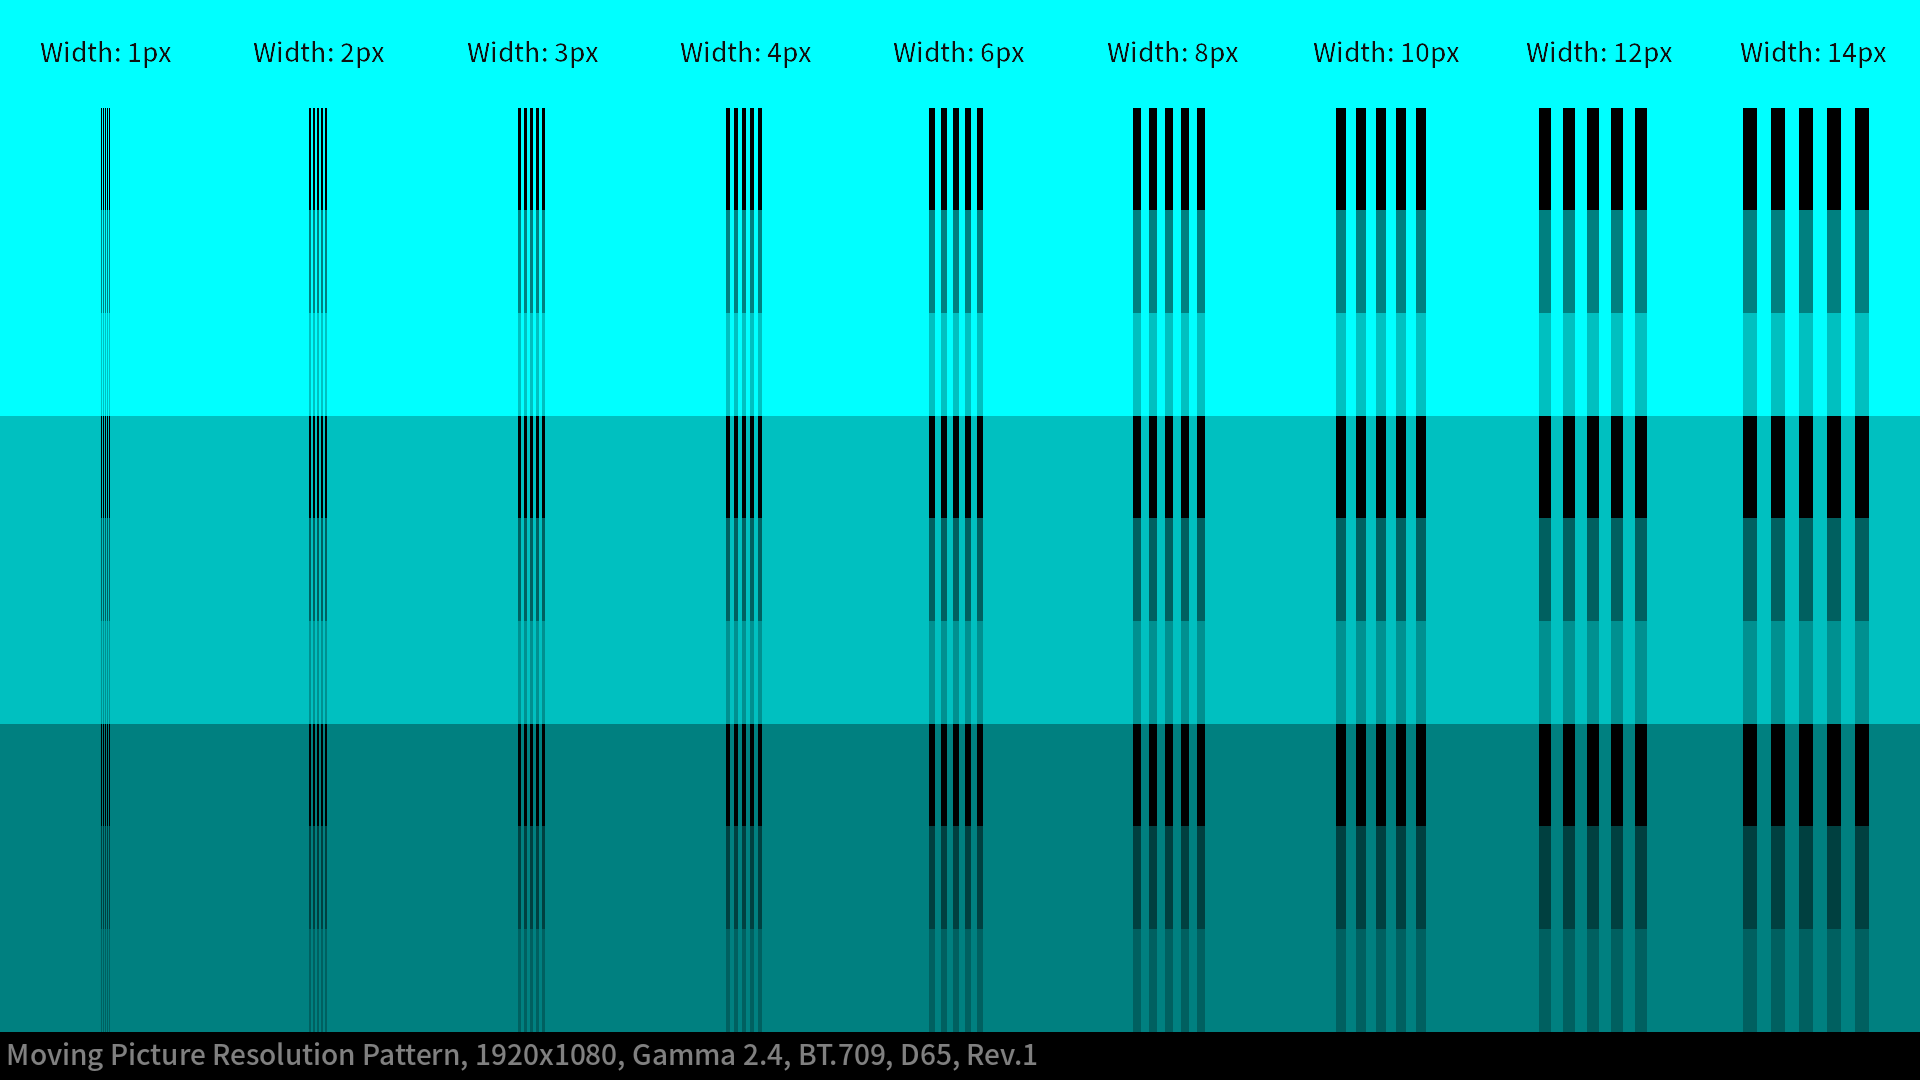 Width: 1px Width: 2px Width: 3px Width: 4px Width: 6px Width: 8px Width: 10px Width: 12px Width: 14px
Moving Picture Resolution Pattern, 1920x1080, Gamma 2.4, BT.709, D65, Rev.1